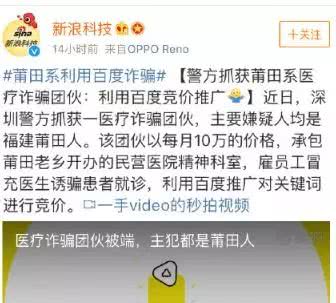 sina
新浪科技
+关注
14小时前 来自OPPO Reno
#莆田系利用百度诈骗# 【警方抓获莆田系医
疗诈骗团伙：利用百度竞价推广】近日，深
圳警方抓获一医疗诈骗团伙，主要嫌疑人均是
福建莆田人。该团伙以每月10万的价格，承包
莆田老乡开办的民营医院精神科室，雇员工冒
充医生诱骗患者就诊，利用百度推广对关键词
进行竞价。一手video的秒拍视频
医疗诈骗团伙被端，主犯都是莆田人